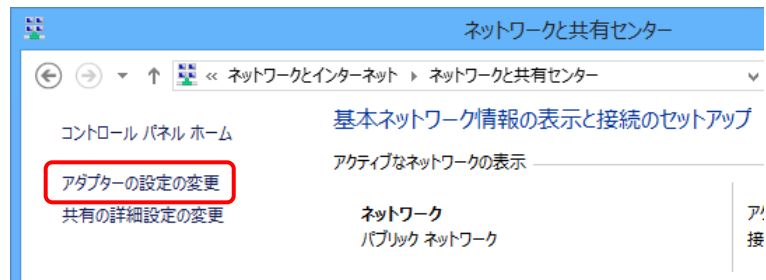 ネットワークと共有センター
« ネットワークとインターネット ▸ ネットワークと共有センター
コントロール パネル ホーム
アダプターの設定の変更
共有の詳細設定の変更
基本ネットワーク情報の表示と接続のセットアップ
アクティブなネットワークの表示
ネットワーク
パブリック ネットワーク
接